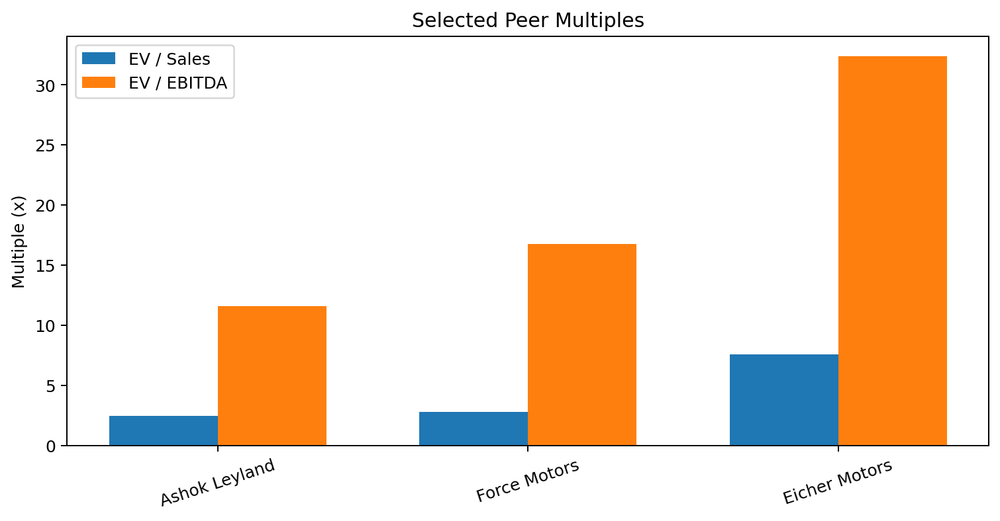 Selected Peer Multiples
EV / Sales
EV / EBITDA
Multiple (x)
30
25
20
15
10
5
0
Ashok Leyland
Force Motors
Eicher Motors